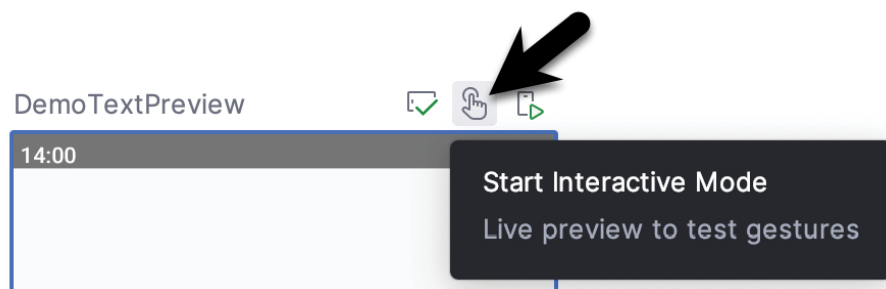 DemoTextPreview
14:00
Start Interactive Mode
Live preview to test gestures